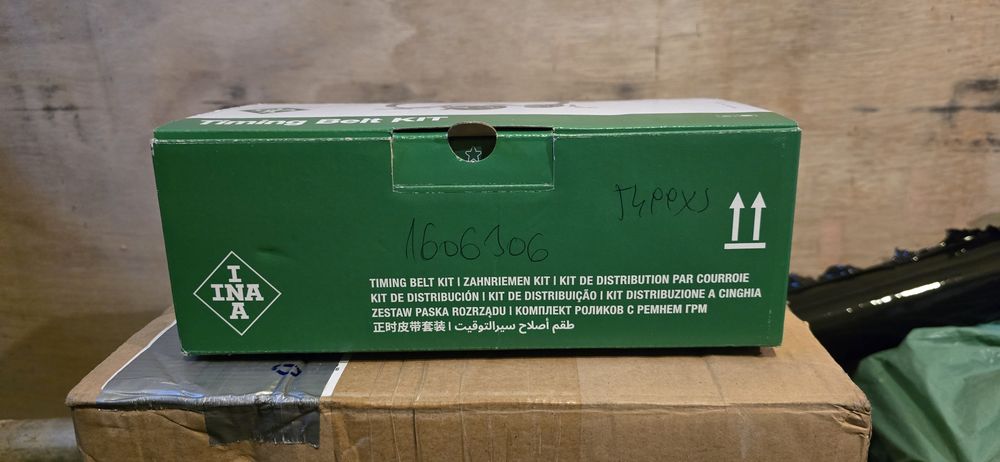 Timing Belt KIT
1606306
INA
INA
TIMING BELT KIT | ZAHNRIEMEN KIT | KIT DE DISTRIBUTION PAR COURROIE
KIT DE DISTRIBUCIÓN | KIT DE DISTRIBUIÇÃO | KIT DISTRIBUZIONE A CINGHIA
ZESTAW PASKA ROZRZĄDU | КОМПЛЕКТ РОЛИКОВ С РЕМНЕМ ГРМ
正时皮带套装 | طقم أصلاح سيرالتوقيت